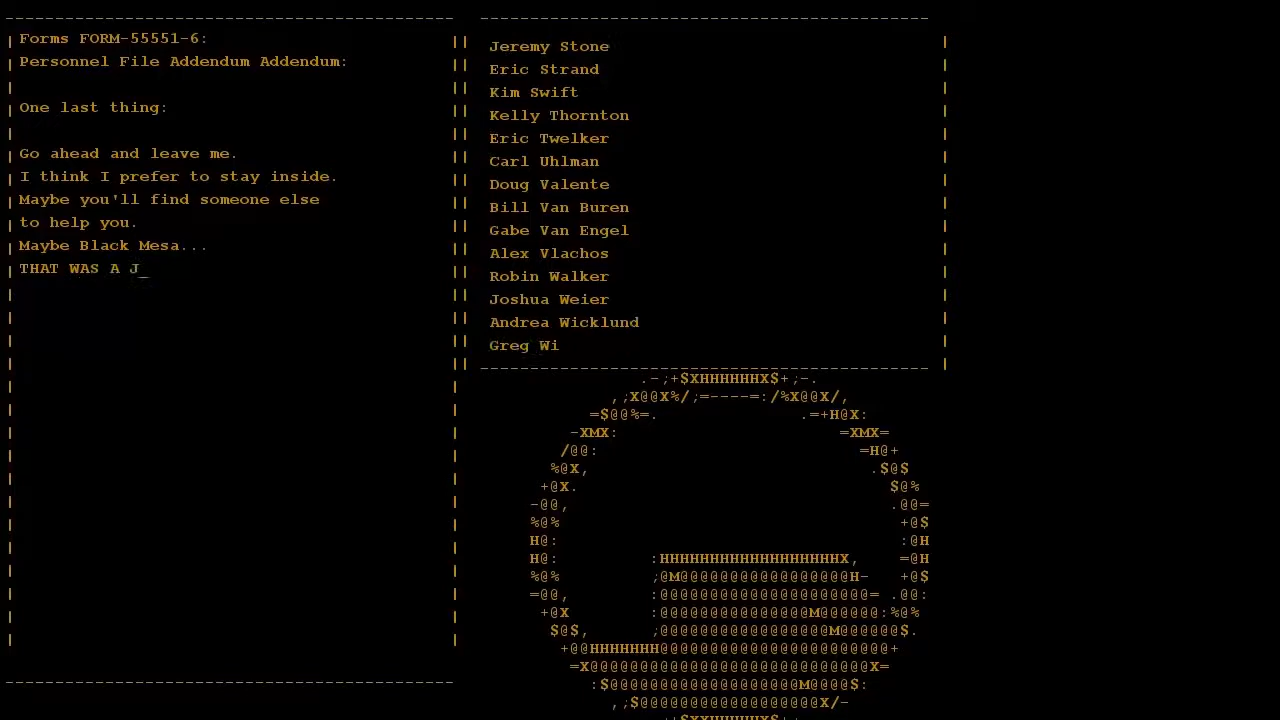 Forms FORM-55551-6:
Personnel File Addendum Addendum:
One last thing:
Go ahead and leave me.
I think I prefer to stay inside.
Maybe you'll find someone else
to help you.
Maybe Black Mesa...
THAT WAS A J_
Jeremy Stone
Eric Strand
Kim Swift
Kelly Thornton
Eric Twelker
Carl Uhlman
Doug Valente
Bill Van Buren
Gabe Van Engel
Alex Vlachos
Robin Walker
Joshua Weier
Andrea Wicklund
Greg Wi